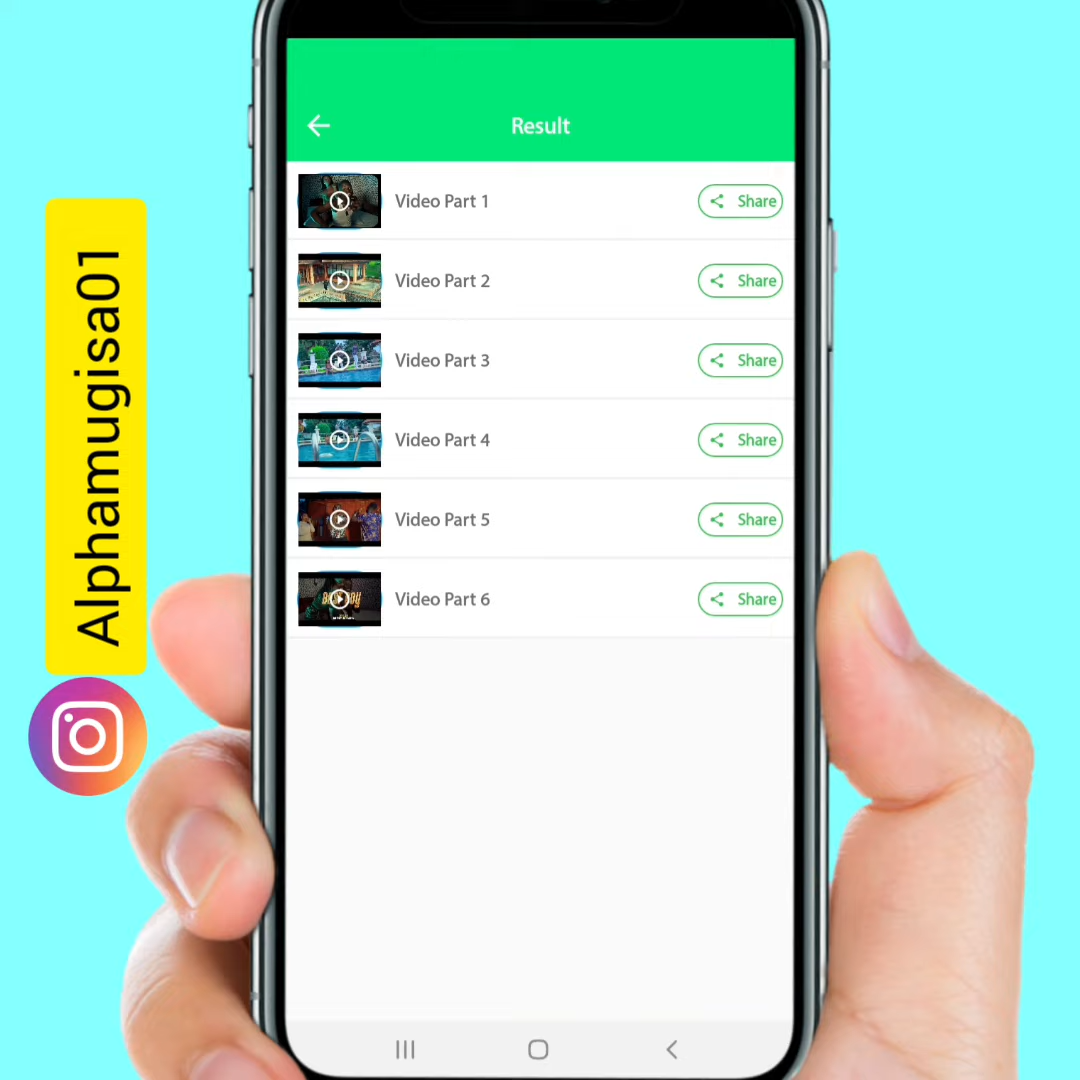 Result
Video Part 1
Share
Video Part 2
Share
Video Part 3
Share
Video Part 4
Share
Video Part 5
Share
Video Part 6
Share
Alphamugisa01